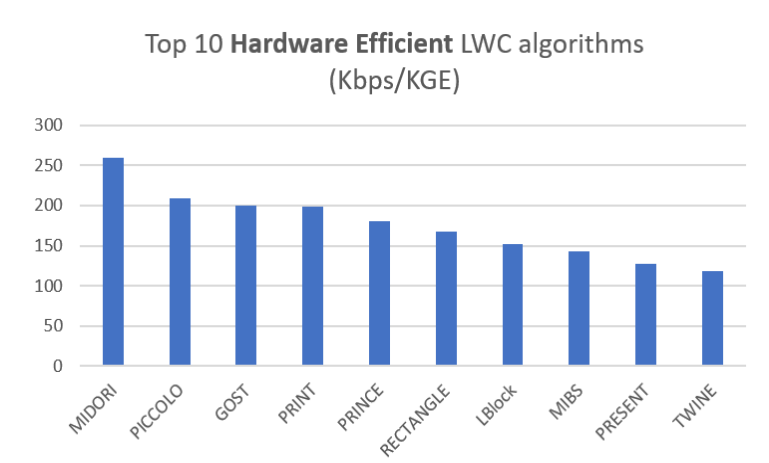 Top 10 Hardware Efficient LWC algorithms
(Kbps/KGE)
300
250
200
150
100
50
0
MIDORI
PICCOLO
GOST
PRINT
PRINCE
RECTANGLE
LBlock
MIBS
PRESENT
TWINE